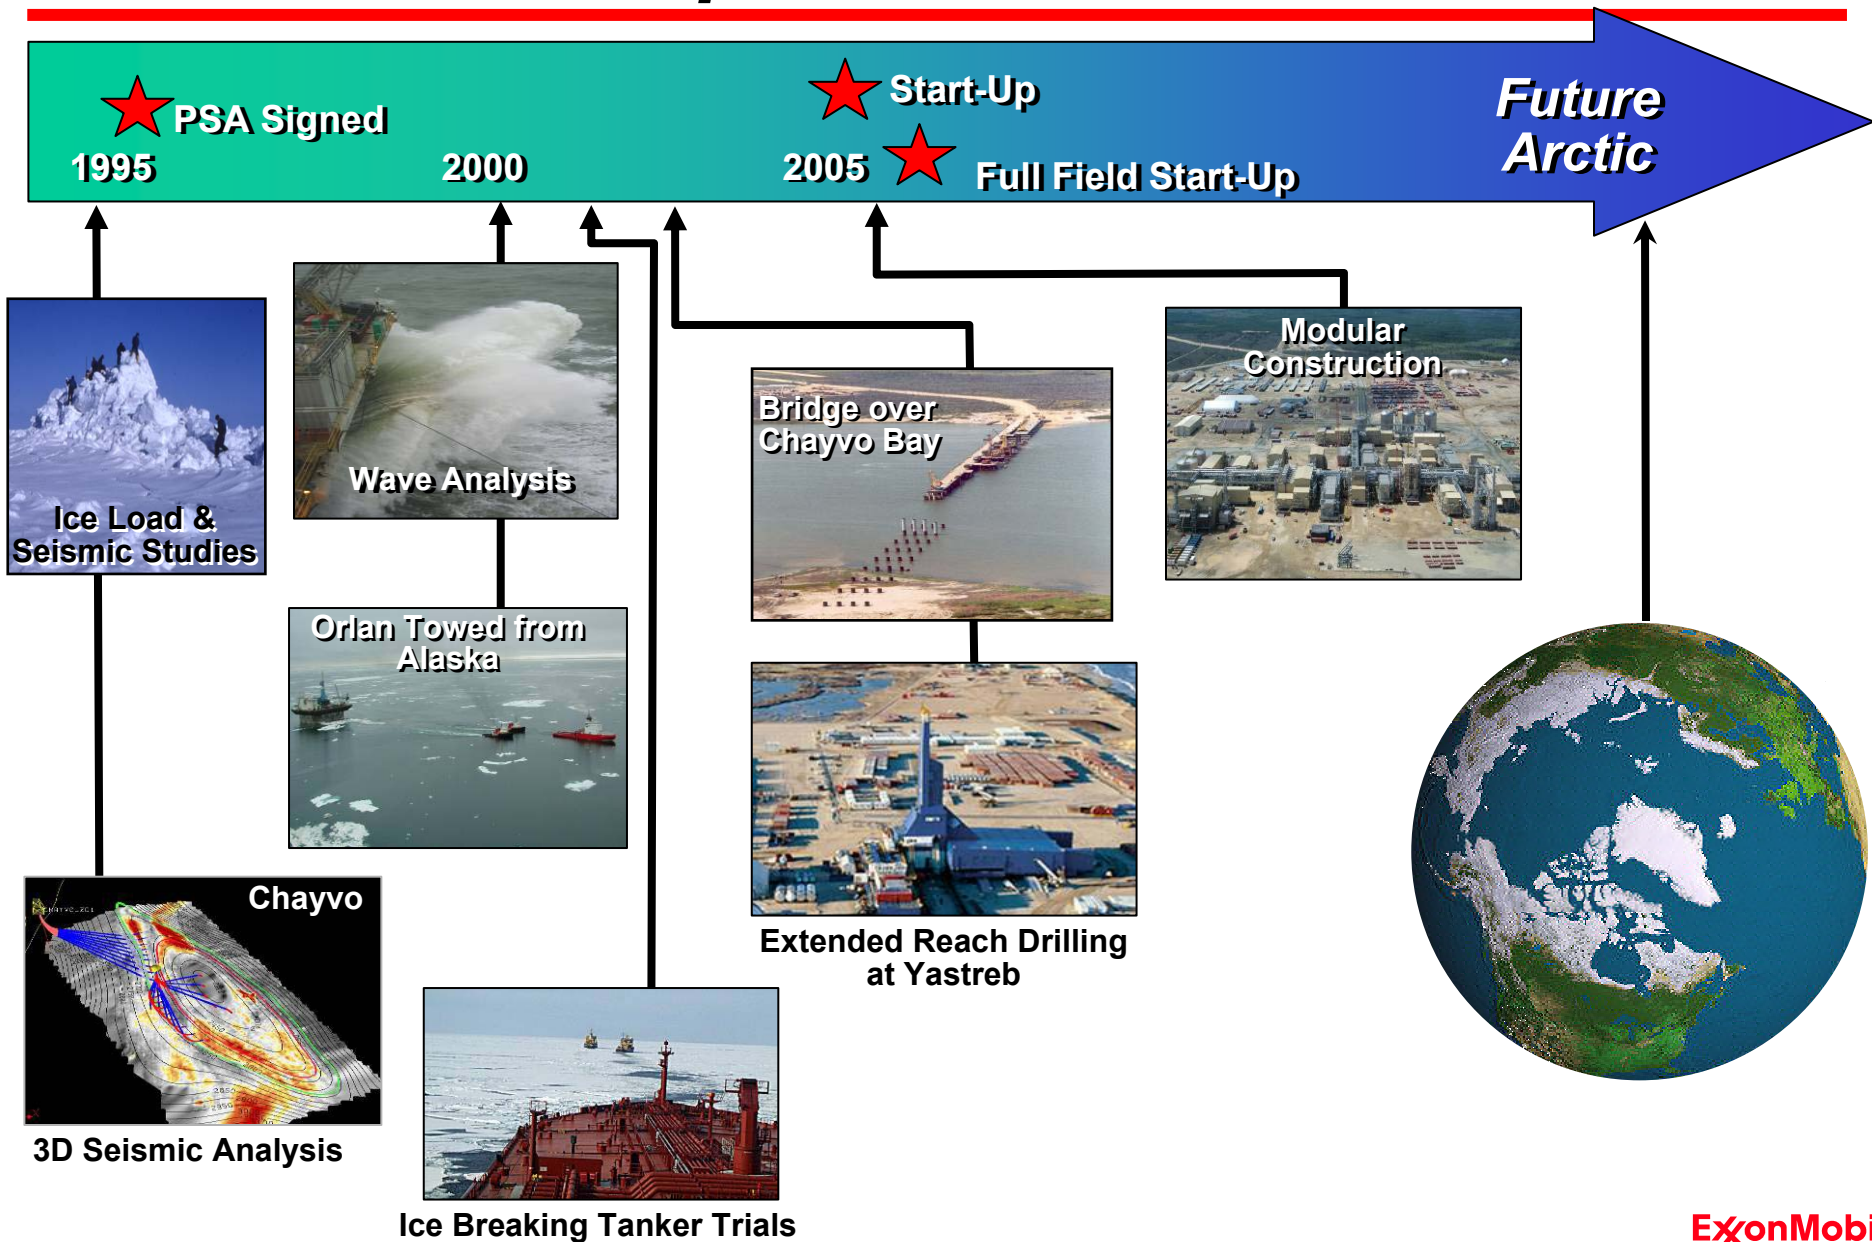 PSA Signed
Start-Up
Future
Arctic
1995
2000
2005
Full Field Start-Up
Ice Load &
Seismic Studies
Wave Analysis
Orlan Towed from
Alaska
Bridge over
Chayvo Bay
Modular
Construction
Chayvo
3D Seismic Analysis
Extended Reach Drilling
at Yastreb
Ice Breaking Tanker Trials
ExxonMobi